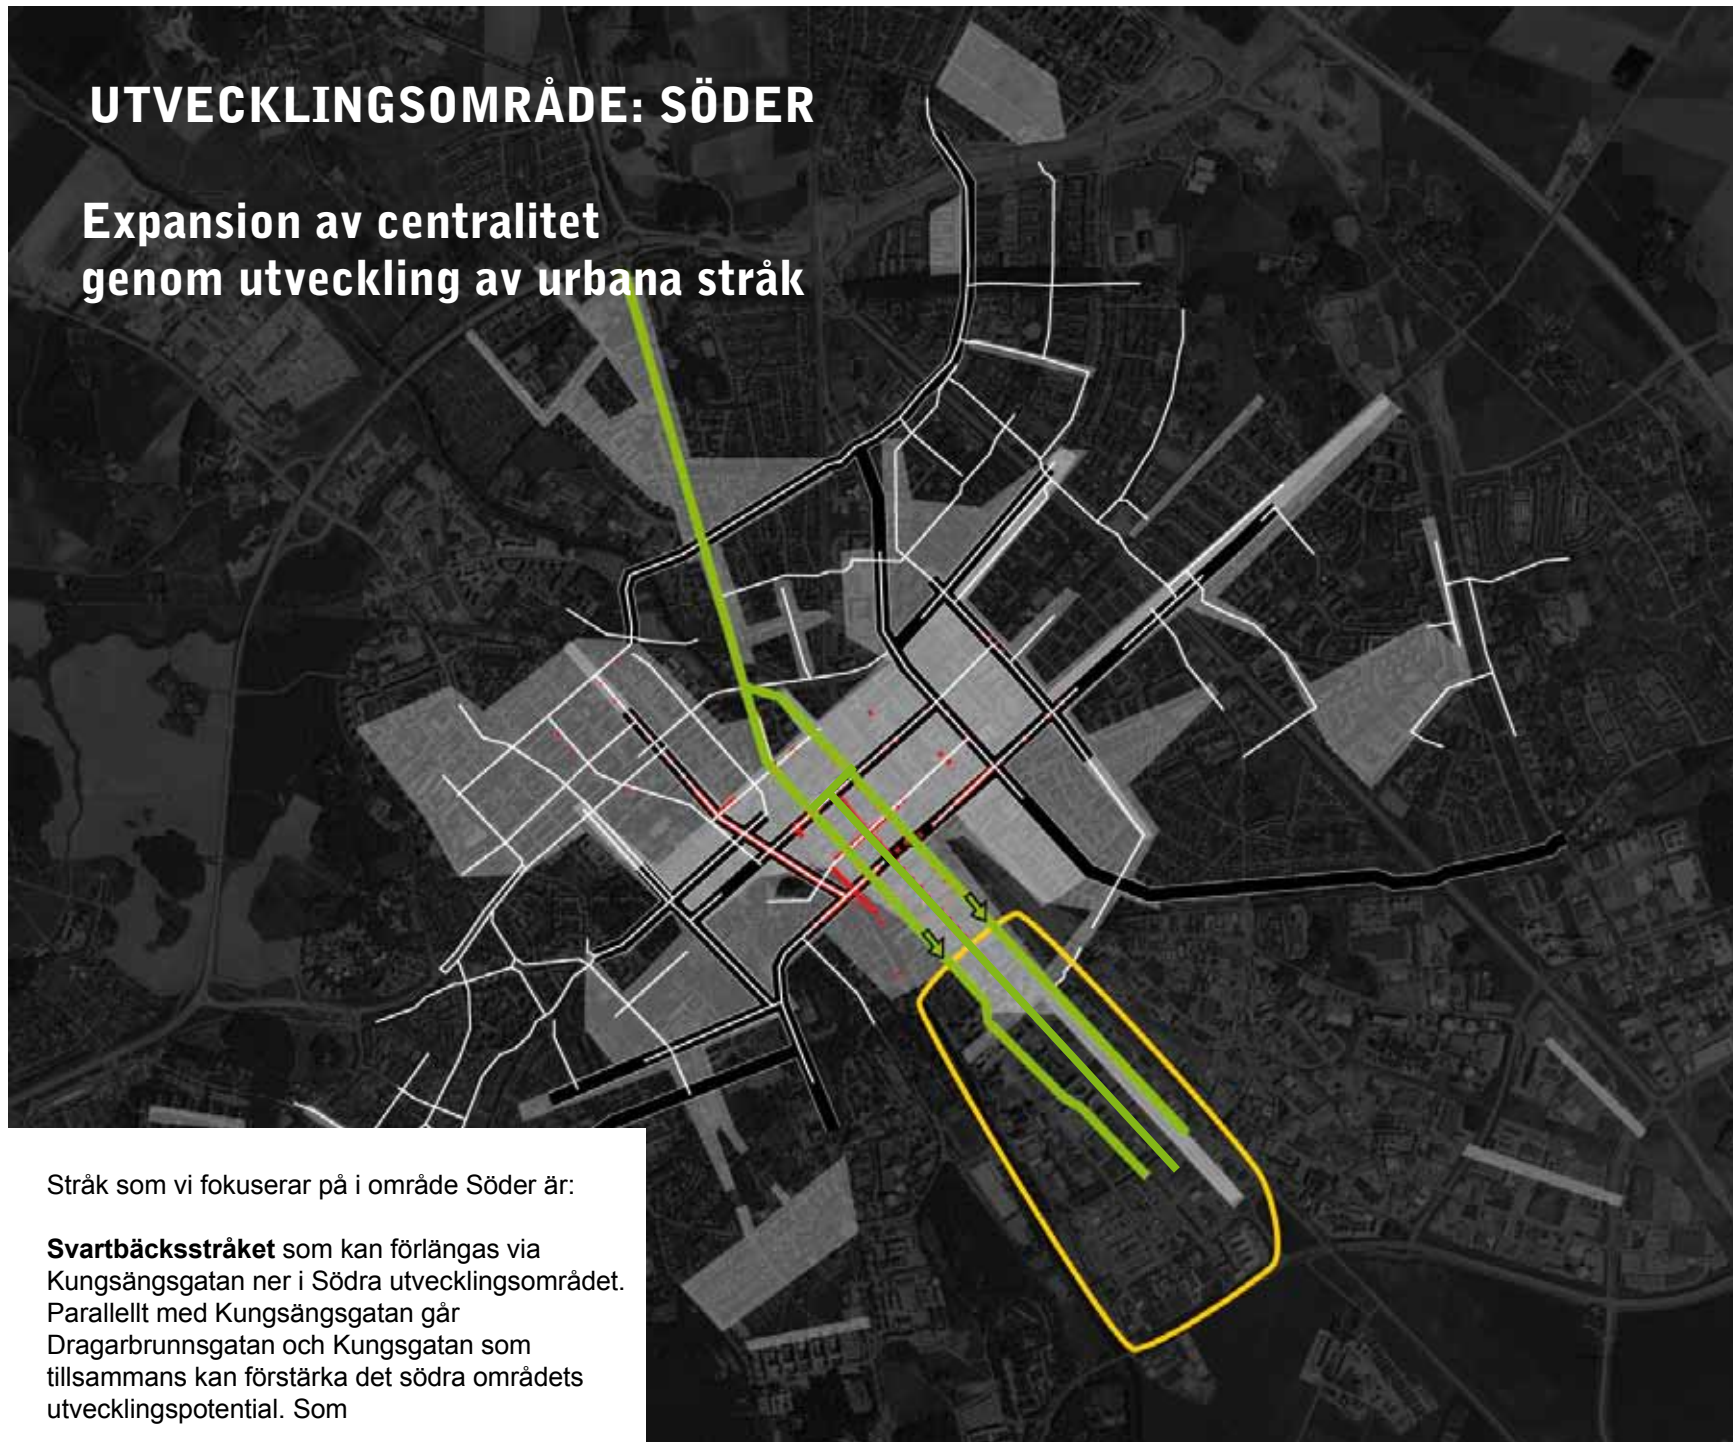 UTVECKLINGSOMRÅDE: SÖDER
Expansion av centralitet
genom utveckling av urbana stråk
Stråk som vi fokuserar på i område Söder är:
Svartbäcksstråket som kan förlängas via
Kungsängsgatan ner i Södra utvecklingsområdet.
Parallellt med Kungsängsgatan går
Dragarbrunnsgatan och Kungsgatan som
tillsammans kan förstärka det södra områdets
utvecklingspotential. Som